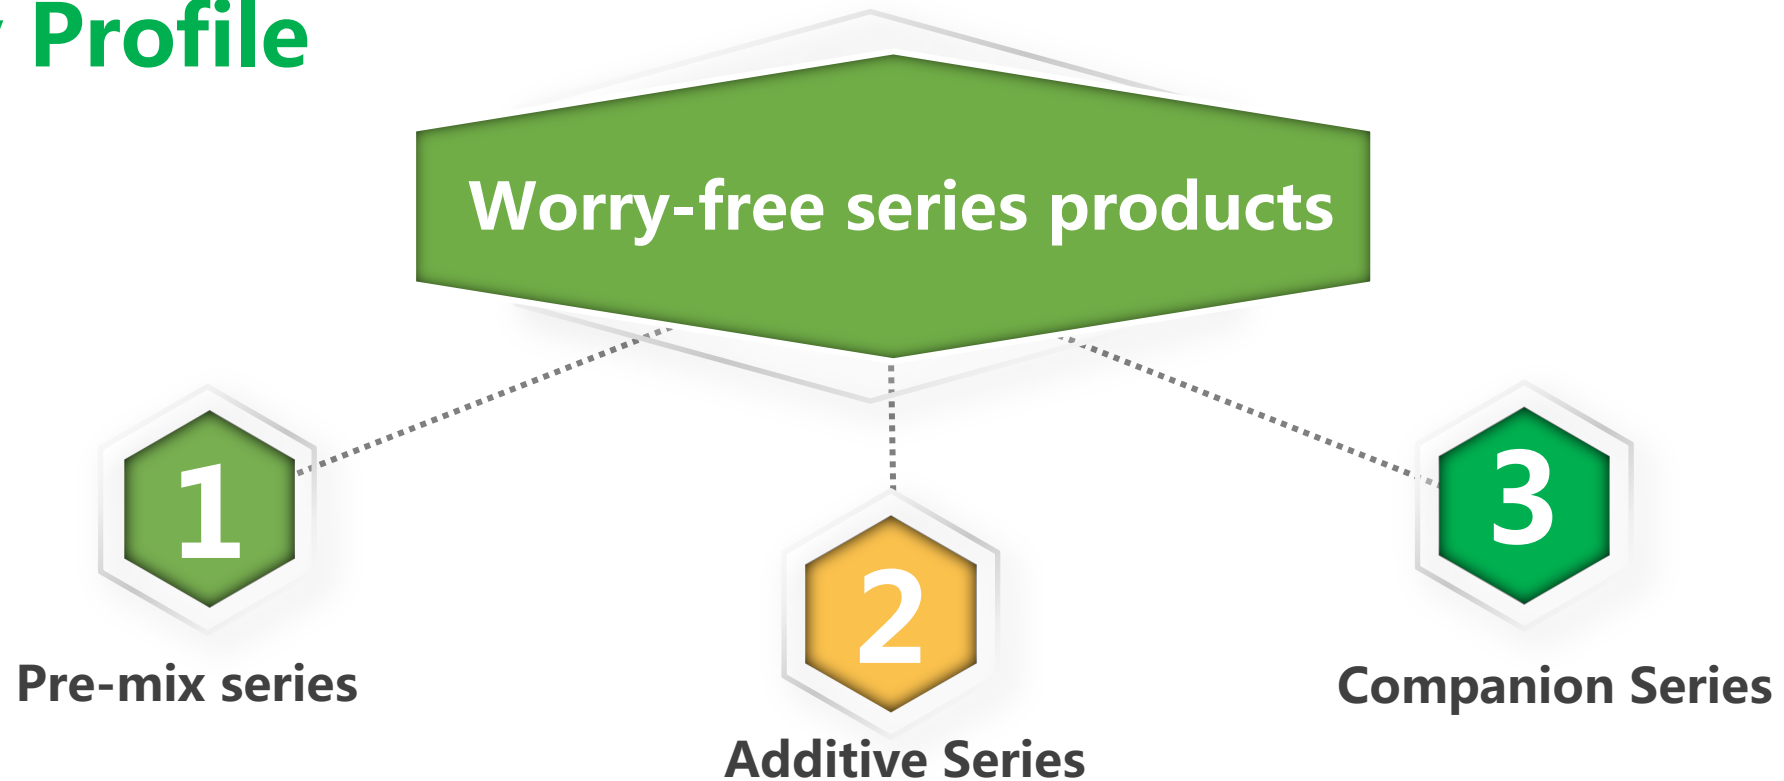 Profile
Worry-free series products
1
2
3
Pre-mix series
Companion Series
Additive Series